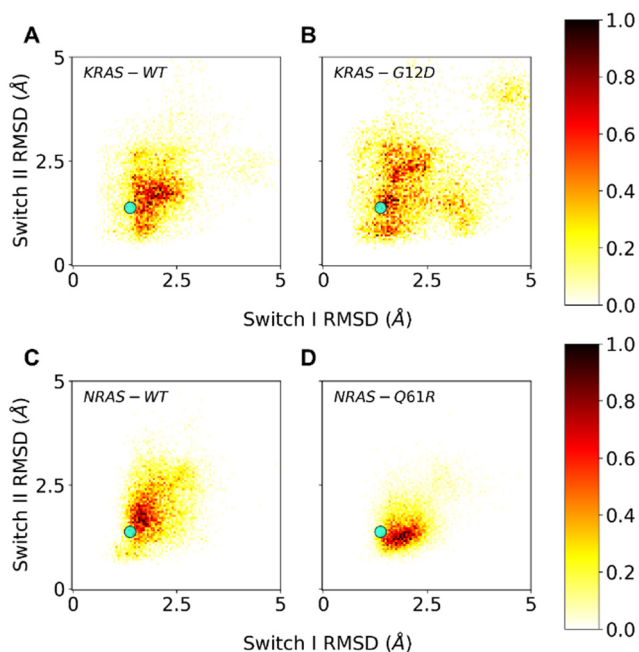 A
B
5
KRAS – WT
KRAS – G12D
Switch II RMSD (Å)
2.5
0
0
2.5
5
0
2.5
5
Switch I RMSD (Å)
1.0
0.8
0.6
0.4
0.2
0.0
C
D
5
NRAS – WT
NRAS – Q61R
Switch II RMSD (Å)
2.5
0
0
2.5
5
0
2.5
5
Switch I RMSD (Å)
1.0
0.8
0.6
0.4
0.2
0.0